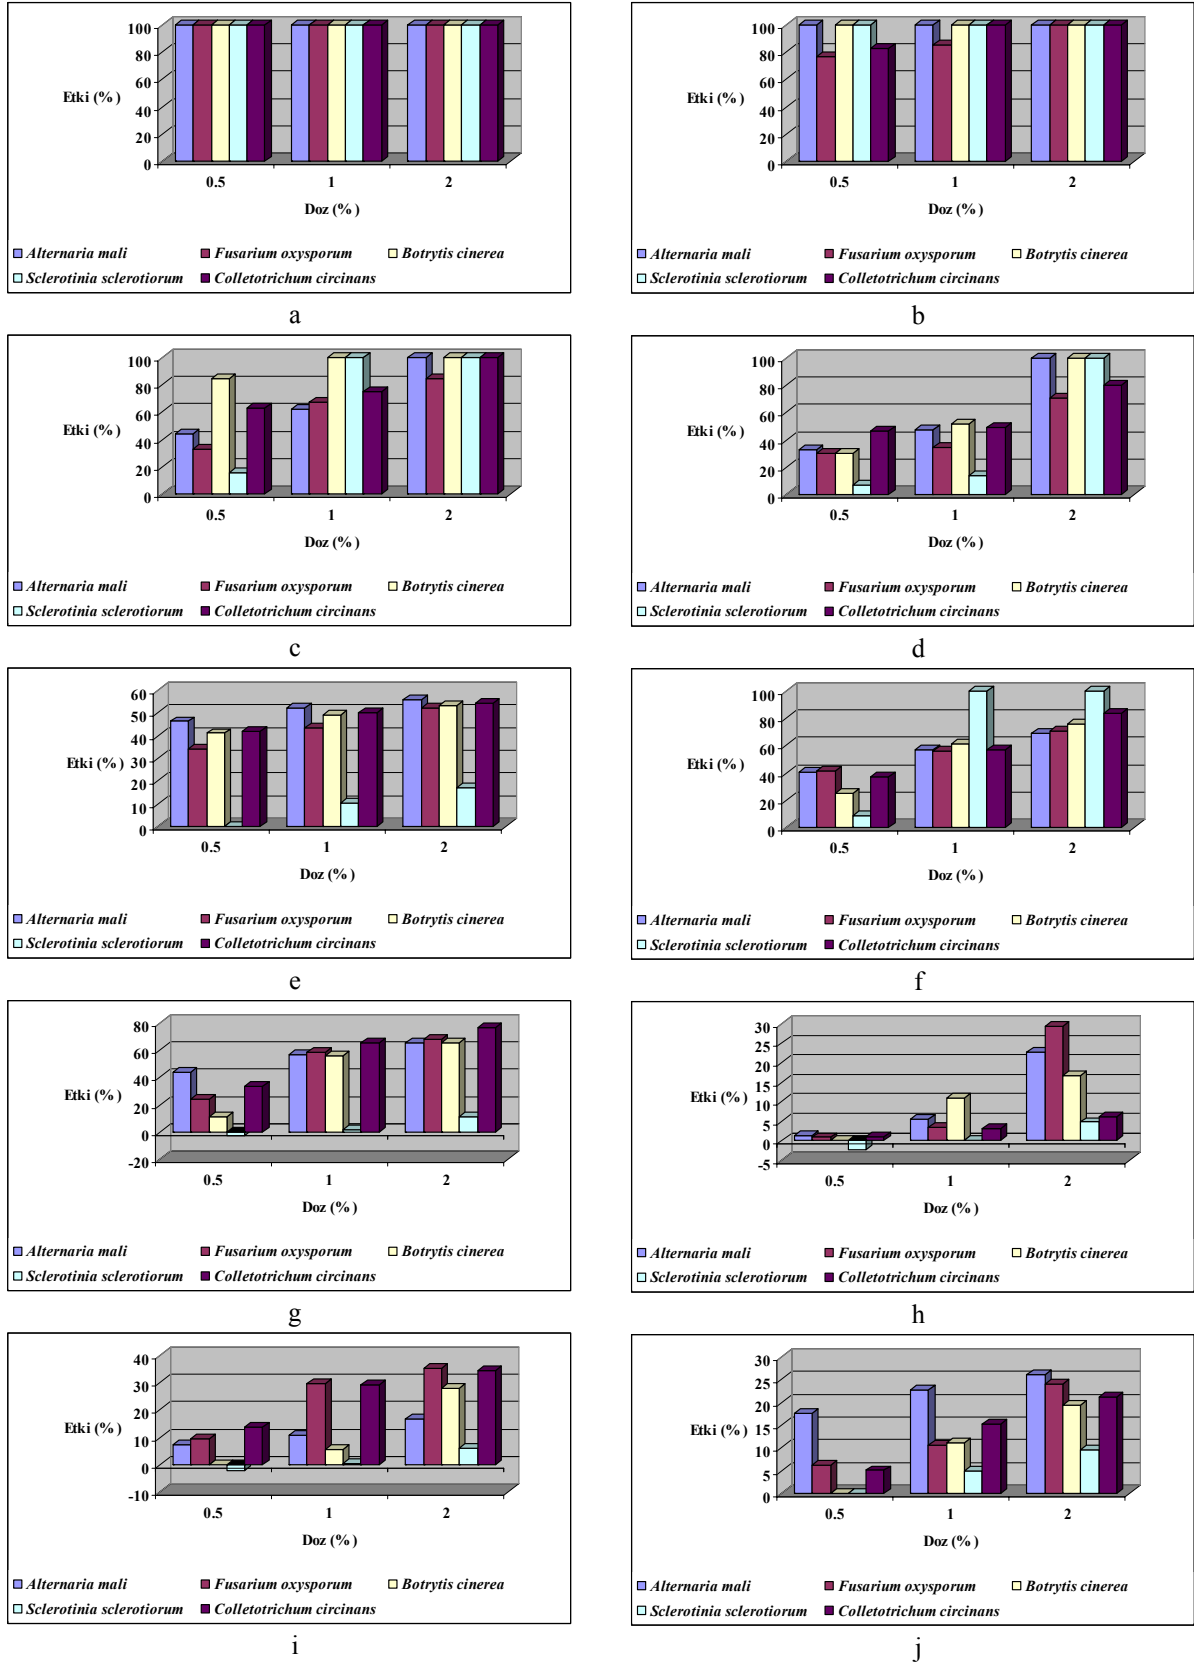 100
80
60
40
20
0
Etki (%)
0.5 1 2
Doz (%)
Alternaria mali Fusarium oxysporum Botrytis cinerea
Sclerotinia sclerotiorum Colletotrichum circinans
a
100
80
60
40
20
0
Etki (%)
0.5 1 2
Doz (%)
Alternaria mali Fusarium oxysporum Botrytis cinerea
Sclerotinia sclerotiorum Colletotrichum circinans
b
100
80
60
40
20
0
Etki (%)
0.5 1 2
Doz (%)
Alternaria mali Fusarium oxysporum Botrytis cinerea
Sclerotinia sclerotiorum Colletotrichum circinans
c
100
80
60
40
20
0
Etki (%)
0.5 1 2
Doz (%)
Alternaria mali Fusarium oxysporum Botrytis cinerea
Sclerotinia sclerotiorum Colletotrichum circinans
d
60
50
40
30
20
10
0
Etki (%)
0.5 1 2
Doz (%)
Alternaria mali Fusarium oxysporum Botrytis cinerea
Sclerotinia sclerotiorum Colletotrichum circinans
e
100
80
60
40
20
0
Etki (%)
0.5 1 2
Doz (%)
Alternaria mali Fusarium oxysporum Botrytis cinerea
Sclerotinia sclerotiorum Colletotrichum circinans
f
80
60
40
20
0
-20
Etki (%)
0.5 1 2
Doz (%)
Alternaria mali Fusarium oxysporum Botrytis cinerea
Sclerotinia sclerotiorum Colletotrichum circinans
g
30
25
20
15
10
5
0
-5
Etki (%)
0.5 1 2
Doz (%)
Alternaria mali Fusarium oxysporum Botrytis cinerea
Sclerotinia sclerotiorum Colletotrichum circinans
h
40
30
20
10
0
-10
Etki (%)
0.5 1 2
Doz (%)
Alternaria mali Fusarium oxysporum Botrytis cinerea
Sclerotinia sclerotiorum Colletotrichum circinans
i
30
25
20
15
10
5
0
Etki (%)
0.5 1 2
Doz (%)
Alternaria mali Fusarium oxysporum Botrytis cinerea
Sclerotinia sclerotiorum Colletotrichum circinans
j